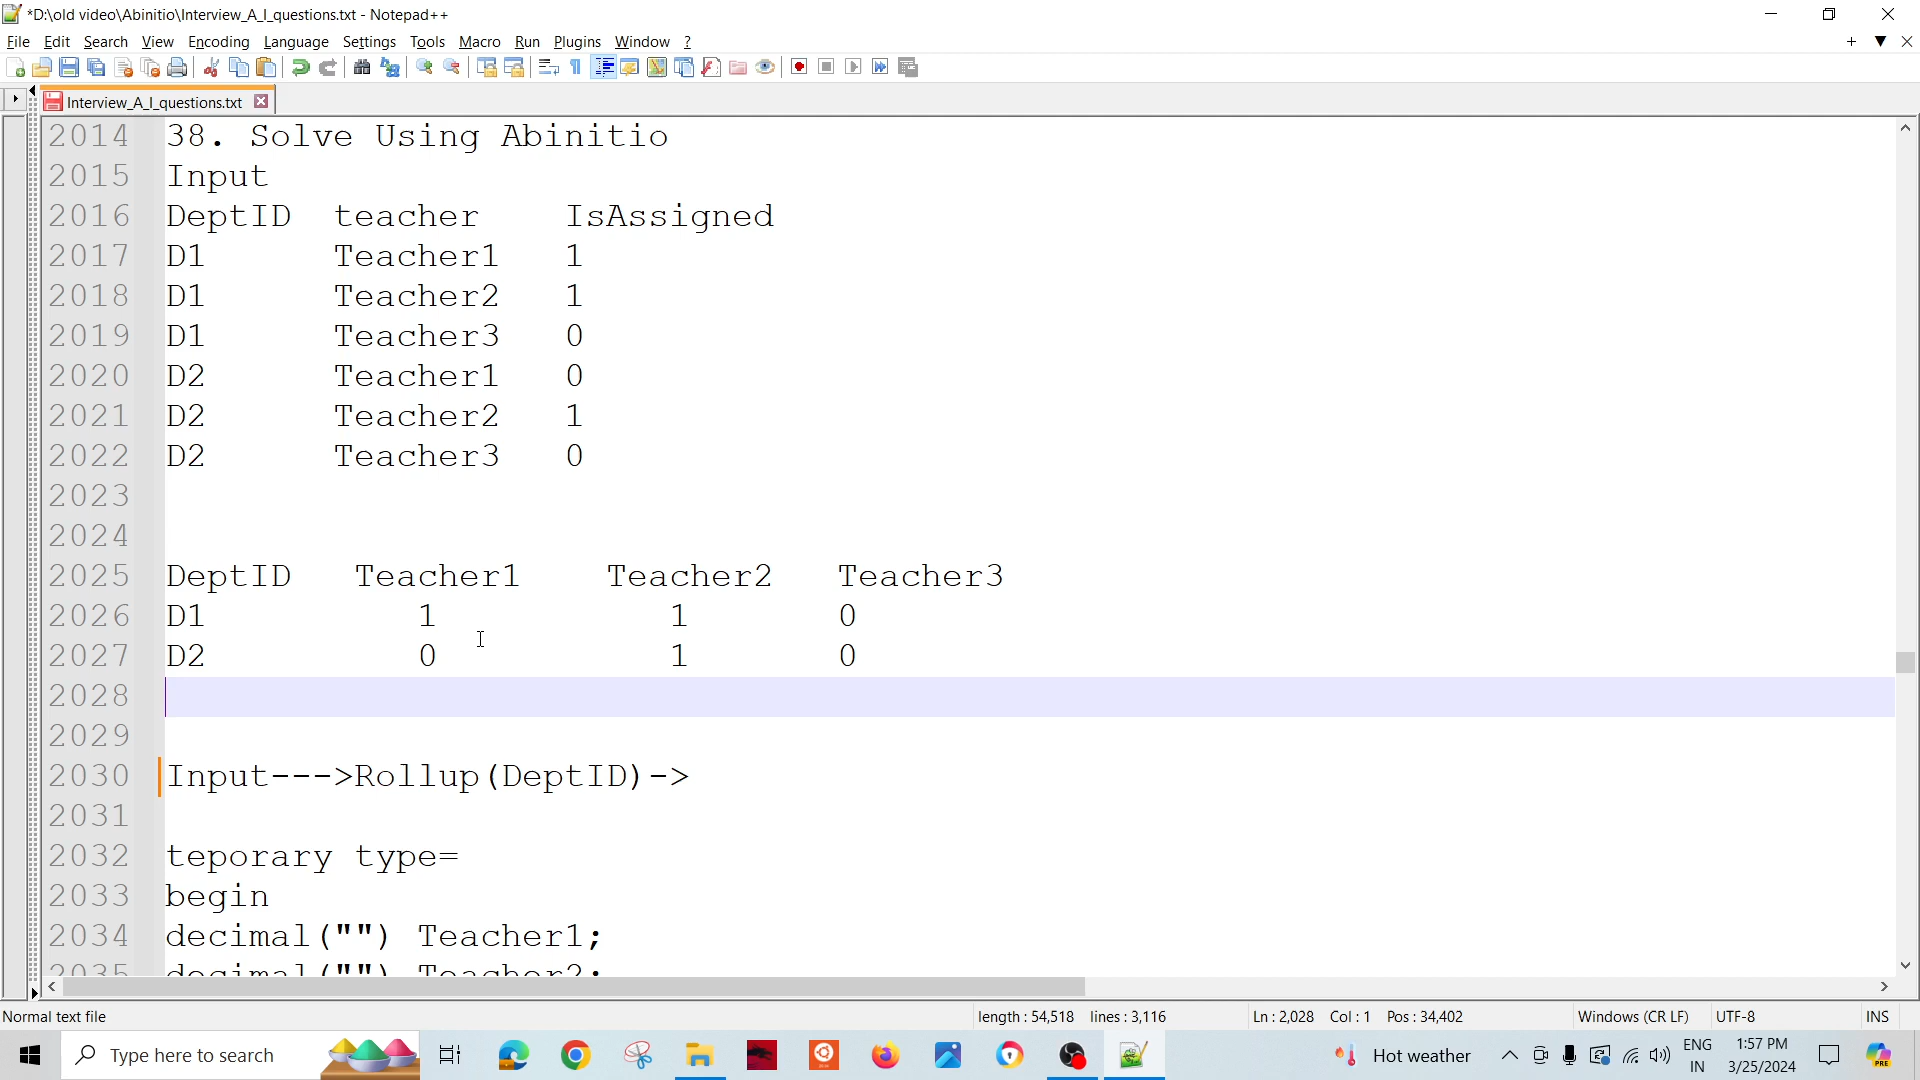 *D:\old video\Abinitio\Interview_A_I_questions.txt - Notepad++
File Edit Search View Encoding Language Settings Tools Macro Run Plugins Window ?
Interview_A_I_questions.txt
2014 38. Solve Using Abinitio
2015 Input
2016 DeptID teacher IsAssigned
2017 D1 Teacher1 1
2018 D1 Teacher2 1
2019 D1 Teacher3 0
2020 D2 Teacher1 0
2021 D2 Teacher2 1
2022 D2 Teacher3 0
2023
2024
2025 DeptID Teacher1 Teacher2 Teacher3
2026 D1 1 1 0
2027 D2 0 1 0
2028
2029
2030 Input--->Rollup(DeptID)->
2031
2032 teporary type=
2033 begin
2034 decimal("") Teacher1;
2035 decimal("") Teacher2;
Normal text file length : 54,518 lines : 3,116 Ln : 2,028 Col : 1 Pos : 34,402 Windows (CR LF) UTF-8 INS
Type here to search Hot weather ENG IN 1:57 PM 3/25/2024